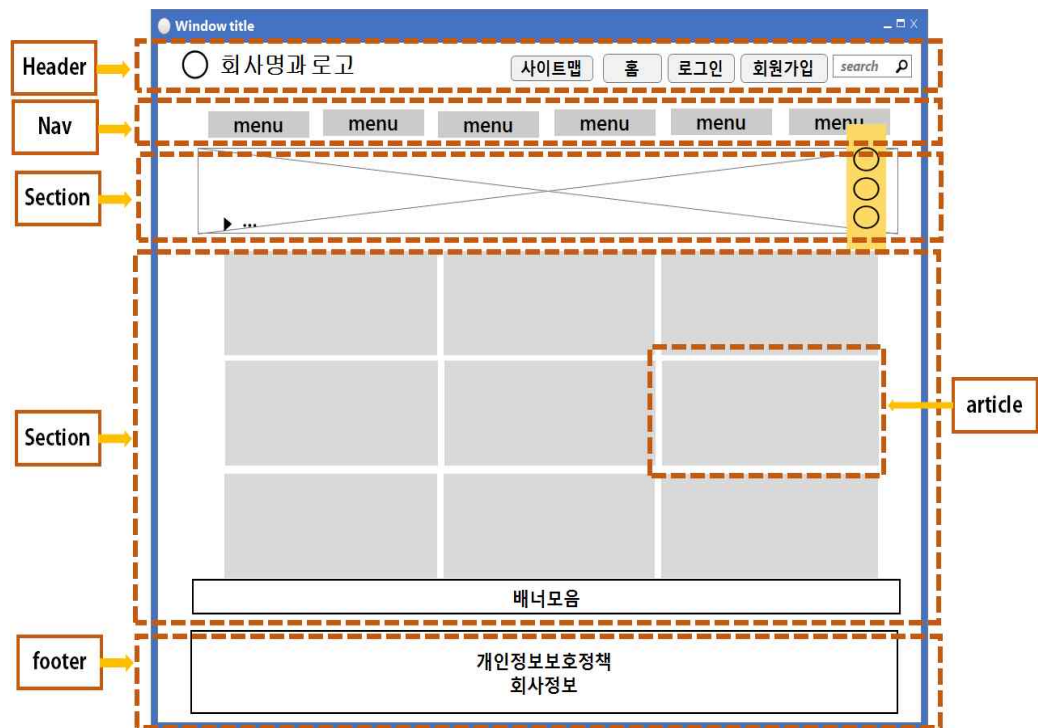 Window title
Header
회사명과 로고
사이트맵
홈
로그인
회원가입
search
Nav
menu
menu
menu
menu
menu
menu
Section
...
Section
article
배너모음
footer
개인정보보호정책
회사정보